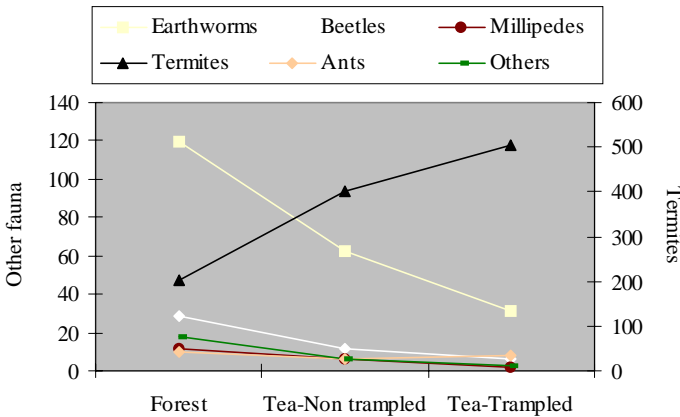 Earthworms Beetles Millipedes
Termites Ants Others
140 600
120 500
100 400
80 300
60 200
40 100
20 0
0
Other fauna
Termites
Forest Tea-Non trampled Tea-Trampled